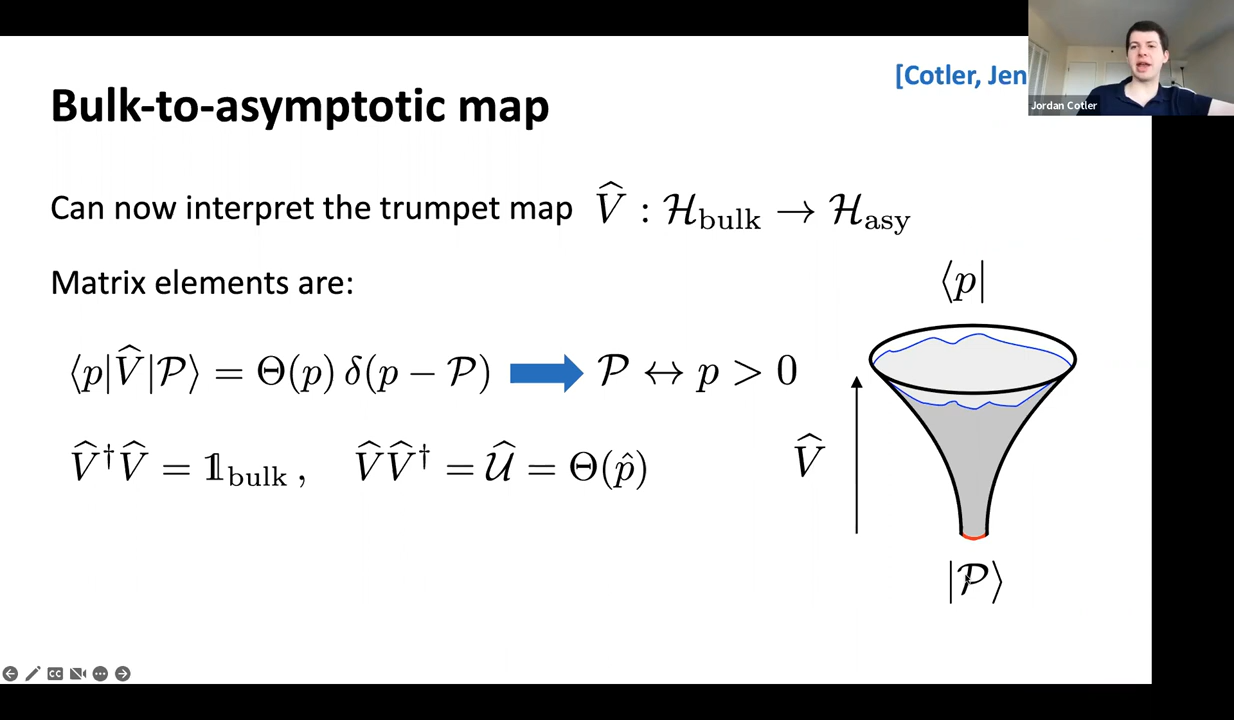 [Cotler, Jen
Jordan Cotler
Bulk-to-asymptotic map
Can now interpret the trumpet map V̂ : ℋ_bulk → ℋ_asy
Matrix elements are:
⟨p|
⟨p|V̂|𝒫⟩ = Θ(p) δ(p − 𝒫) 𝒫 ↔ p > 0
V̂†V̂ = 𝟙_bulk , V̂V̂† = 𝒰̂ = Θ(p̂)
V̂
|𝒫⟩
CC